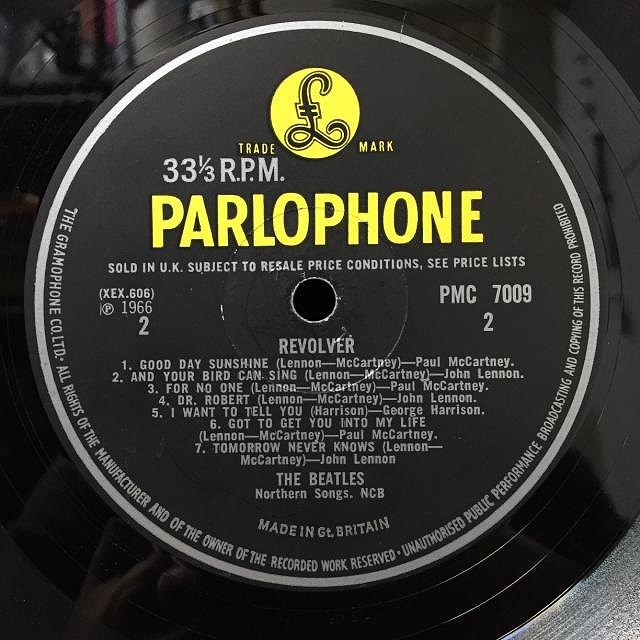 £
TRADE MARK
33⅓ R.P.M.
PARLOPHONE
SOLD IN U.K. SUBJECT TO RESALE PRICE CONDITIONS, SEE PRICE LISTS
(XEX.606)
Ⓟ 1966
2
PMC 7009
2
REVOLVER
1. GOOD DAY SUNSHINE (Lennon—McCartney)—Paul McCartney.
2. AND YOUR BIRD CAN SING (Lennon—McCartney)—John Lennon.
3. FOR NO ONE (Lennon—McCartney)—Paul McCartney.
4. DR. ROBERT (Lennon—McCartney)—John Lennon.
5. I WANT TO TELL YOU (Harrison)—George Harrison.
6. GOT TO GET YOU INTO MY LIFE
(Lennon—McCartney)—Paul McCartney.
7. TOMORROW NEVER KNOWS (Lennon—
McCartney)—John Lennon
THE BEATLES
Northern Songs. NCB
MADE IN Gt. BRITAIN
THE GRAMOPHONE CO. LTD. · ALL RIGHTS OF THE MANUFACTURER AND OF THE OWNER OF THE RECORDED WORK RESERVED · UNAUTHORISED PUBLIC PERFORMANCE BROADCASTING AND COPYING OF THIS RECORD PROHIBITED